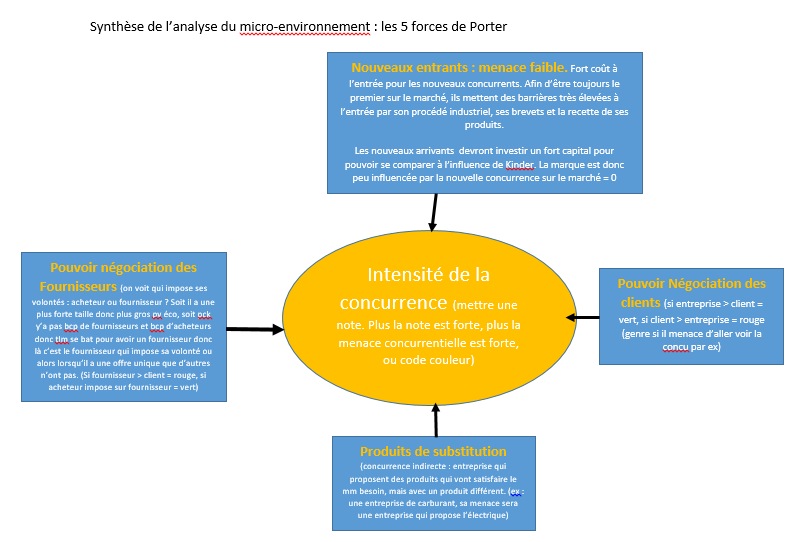 Synthèse de l'analyse du micro-environnement : les 5 forces de Porter
Nouveaux entrants : menace faible. Fort coût à
l'entrée pour les nouveaux concurrents. Afin d'être toujours le
premier sur le marché, ils mettent des barrières très élevées à
l'entrée par son procédé industriel, ses brevets et la recette de ses
produits.
Les nouveaux arrivants devront investir un fort capital pour
pouvoir se comparer à l'influence de Kinder. La marque est donc
peu influencée par la nouvelle concurrence sur le marché = 0
Pouvoir négociation des
Fournisseurs (on voit qui impose ses
volontés : acheteur ou fournisseur ? Soit il a une
plus forte taille donc plus gros pv éco, soit pck
y'a pas bcp de fournisseurs et bcp d'acheteurs
donc tlm se bat pour avoir un fournisseur donc
là c'est le fournisseur qui impose sa volonté ou
alors lorsqu'il a une offre unique que d'autres
n'ont pas. (Si fournisseur > client = rouge, si
acheteur impose sur fournisseur = vert)
Intensité de la
concurrence (mettre une
note. Plus la note est forte, plus la
menace concurrentielle est forte,
ou code couleur)
Pouvoir Négociation des
clients (si entreprise > client =
vert, si client > entreprise = rouge
(genre si il menace d'aller voir la
concu par ex)
Produits de substitution
(concurrence indirecte : entreprise qui
proposent des produits qui vont satisfaire le
mm besoin, mais avec un produit différent. (ex :
une entreprise de carburant, sa menace sera
une entreprise qui propose l'électrique)